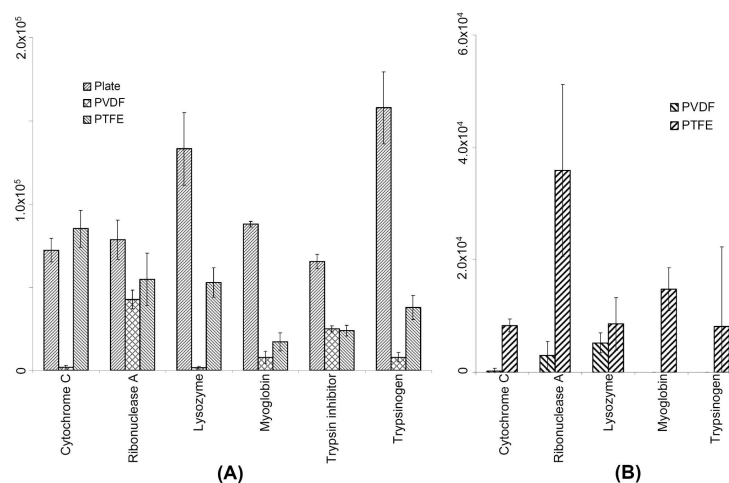 2.0x10⁵
1.0x10⁵
0
Plate
PVDF
PTFE
Cytochrome C
Ribonuclease A
Lysozyme
Myoglobin
Trypsin inhibitor
Trypsinogen
(A)
6.0x10⁴
4.0x10⁴
2.0x10⁴
0
PVDF
PTFE
Cytochrome C
Ribonuclease A
Lysozyme
Myoglobin
Trypsinogen
(B)